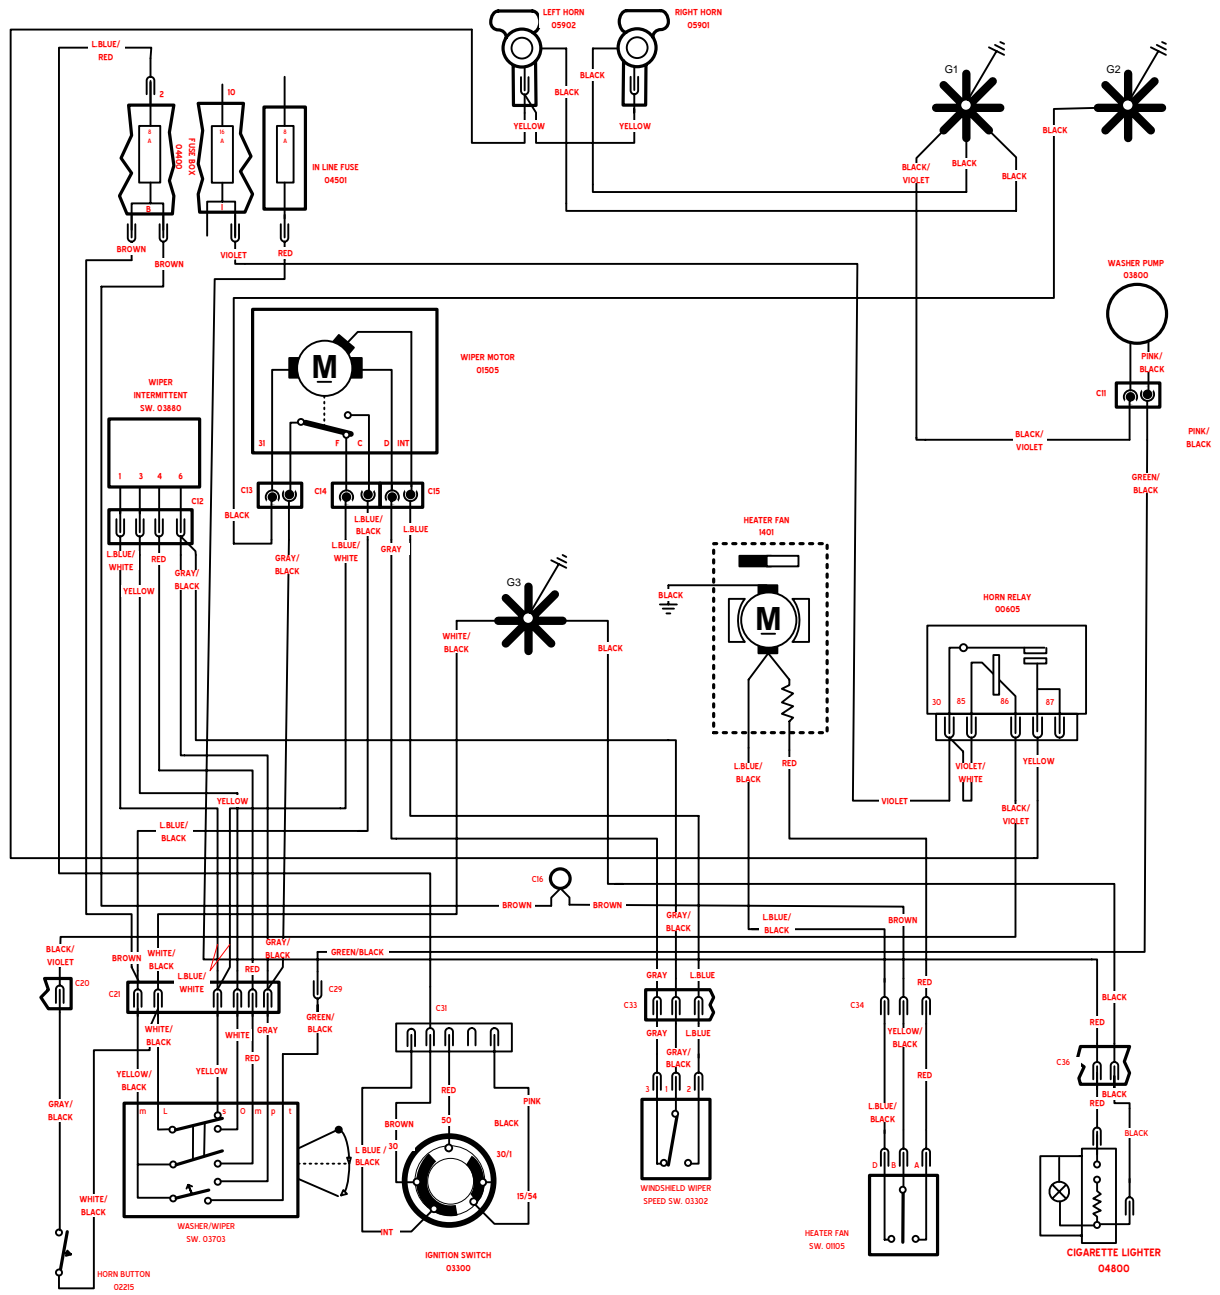 LEFT HORN
05902
RIGHT HORN
05901
L.BLUE/
RED
2
10
8
A
16
A
8
A
FUSE BOX
04400
IN LINE FUSE
04501
B
I
BLACK
BLACK
YELLOW
YELLOW
G1
G2
BLACK
BLACK/
VIOLET
BLACK
BLACK
BROWN
BROWN
VIOLET
RED
WASHER PUMP
03800
PINK/
BLACK
C11
BLACK/
VIOLET
PINK/
BLACK
GREEN/
BLACK
WIPER MOTOR
01505
M
31
F
C
D
INT
WIPER
INTERMITTENT
SW. 03880
1
3
4
6
C12
C13
C14
C15
BLACK
GRAY/
BLACK
L.BLUE/
WHITE
L.BLUE/
BLACK
GRAY
L.BLUE
L.BLUE/
WHITE
YELLOW
RED
GRAY/
BLACK
G3
WHITE/
BLACK
BLACK
HEATER FAN
1401
M
BLACK
L.BLUE/
BLACK
RED
HORN RELAY
00605
30
85
86
87
VIOLET/
WHITE
YELLOW
VIOLET
BLACK/
VIOLET
YELLOW
L.BLUE/
BLACK
C16
BROWN
BROWN
GRAY/
BLACK
L.BLUE/
BLACK
BROWN
BLACK/
VIOLET
BROWN
WHITE/
BLACK
L.BLUE/
WHITE
RED
GRAY/
BLACK
GREEN/BLACK
C20
C21
C29
GREEN/
BLACK
C31
GRAY
L.BLUE
C33
GRAY
GRAY/
BLACK
L.BLUE
3
1
2
C34
RED
YELLOW/
BLACK
RED
L.BLUE/
BLACK
BLACK
RED
C36
RED
BLACK
BLACK
WHITE/
BLACK
WHITE
GRAY
RED
YELLOW
YELLOW/
BLACK
GRAY/
BLACK
m
L
s
O
m
p
t
WASHER/WIPER
SW. 03703
WHITE/
BLACK
HORN BUTTON
02215
L BLUE /
BLACK
BROWN
30
RED
50
PINK
BLACK
30/1
15/54
INT
IGNITION SWITCH
03300
WINDSHIELD WIPER
SPEED SW. 03302
D
B
A
HEATER FAN
SW. 01105
CIGARETTE LIGHTER
04800